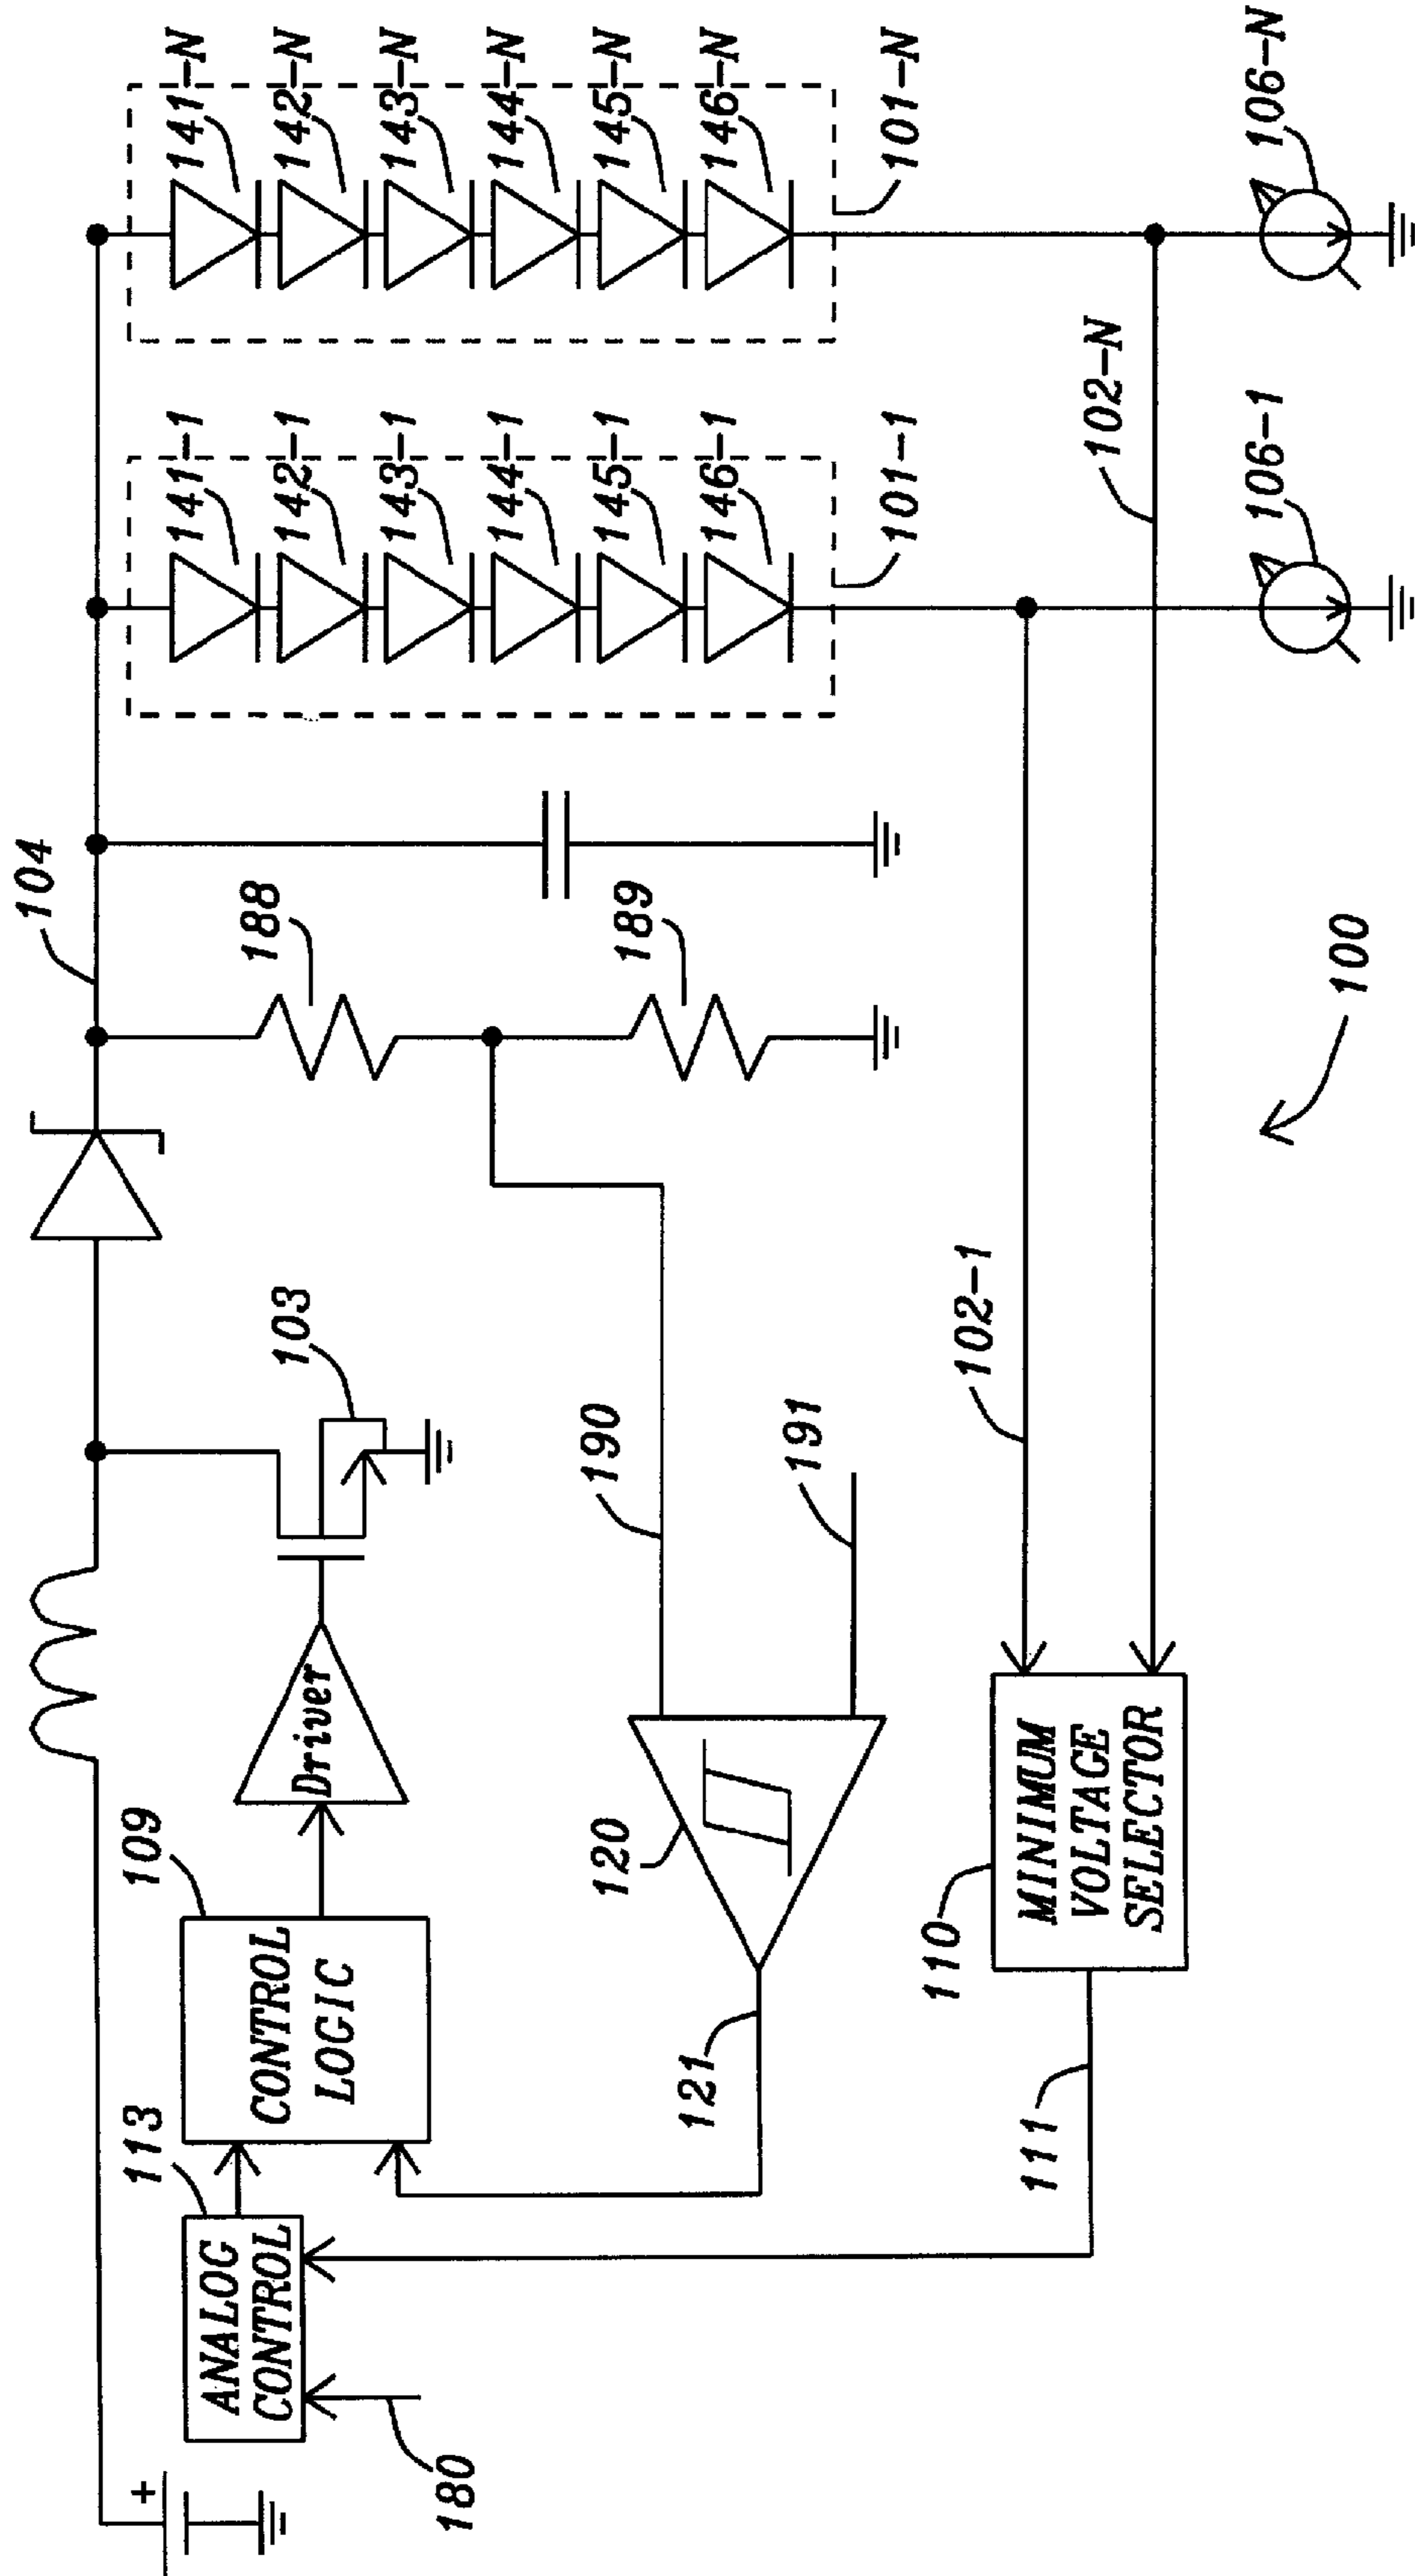 104
+
ANALOG
CONTROL
113
180
CONTROL
LOGIC
109
Driver
103
188
189
190
191
120
121
MINIMUM
VOLTAGE
SELECTOR
110
111
102-1
102-N
141-1
142-1
143-1
144-1
145-1
146-1
101-1
141-N
142-N
143-N
144-N
145-N
146-N
101-N
106-1
106-N
100